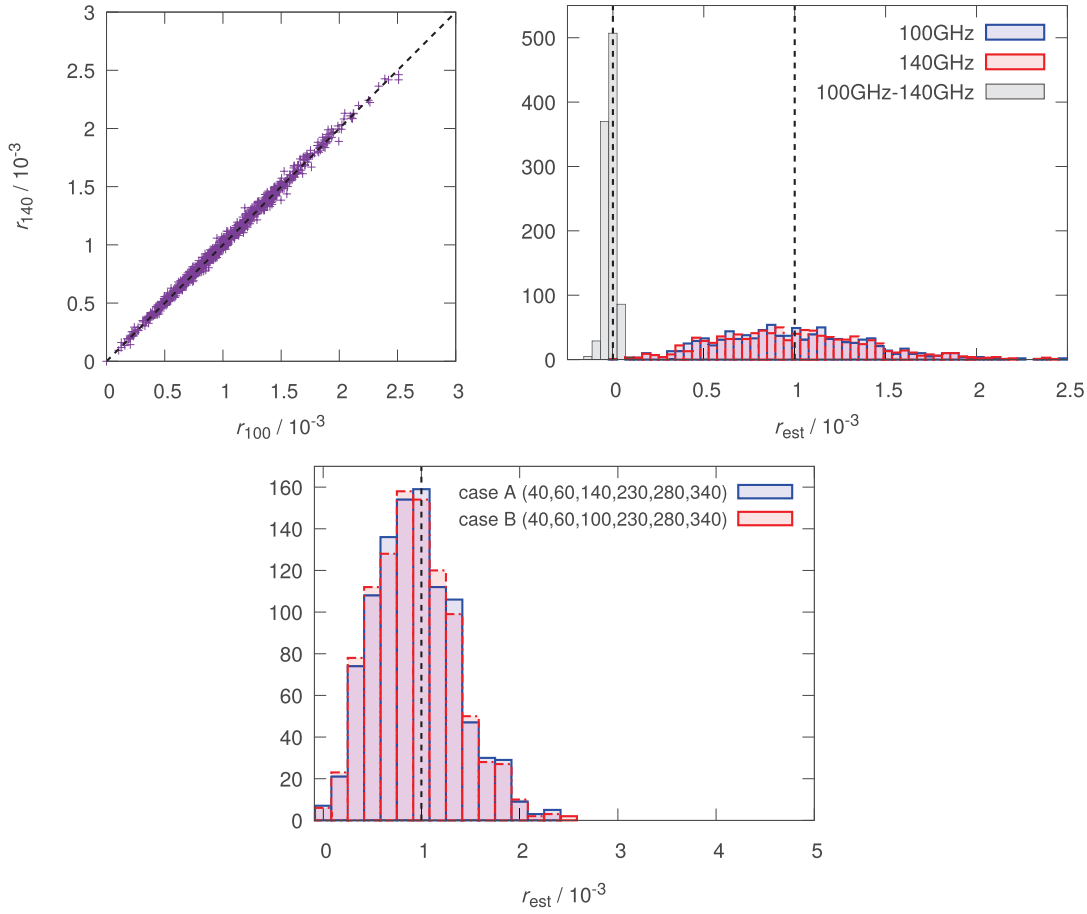 3
2.5
2
1.5
1
0.5
0
0 0.5 1 1.5 2 2.5 3
r140 / 10-3
r100 / 10-3
500
400
300
200
100
0
0 0.5 1 1.5 2 2.5
100GHz
140GHz
100GHz-140GHz
rest / 10-3
160
140
120
100
80
60
40
20
0
0 1 2 3 4 5
case A (40,60,140,230,280,340)
case B (40,60,100,230,280,340)
rest / 10-3